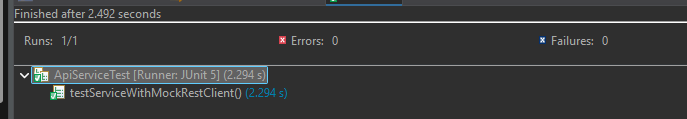 Finished after 2.492 seconds
Runs: 1/1 Errors: 0 Failures: 0
ApiServiceTest [Runner: JUnit 5] (2.294 s)
testServiceWithMockRestClient() (2.294 s)